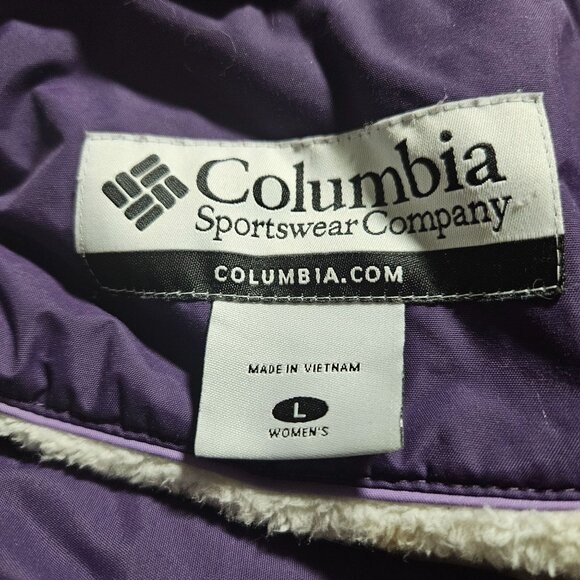 Columbia
Sportswear Company
COLUMBIA.COM
MADE IN VIETNAM
L
WOMEN'S